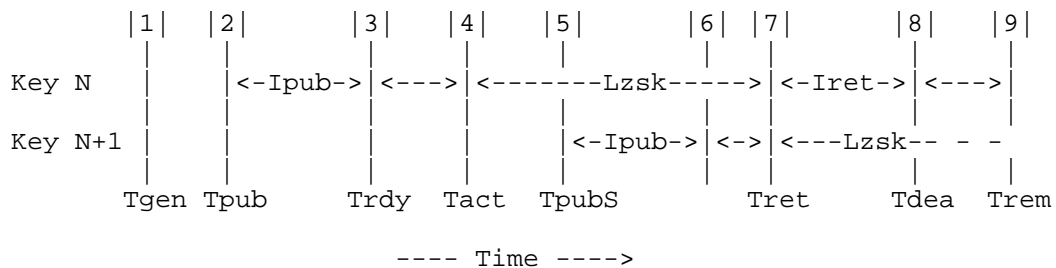 |1| |2| |3| |4| |5| |6| |7| |8| |9|
Key N | |<-Ipub->|<--->|<-------Lzsk----->|<-Iret->|<--->|
Key N+1 | | | | |<-Ipub->|<->|<---Lzsk-- - -
Tgen Tpub Trdy Tact TpubS Tret Tdea Trem
---- Time ---->